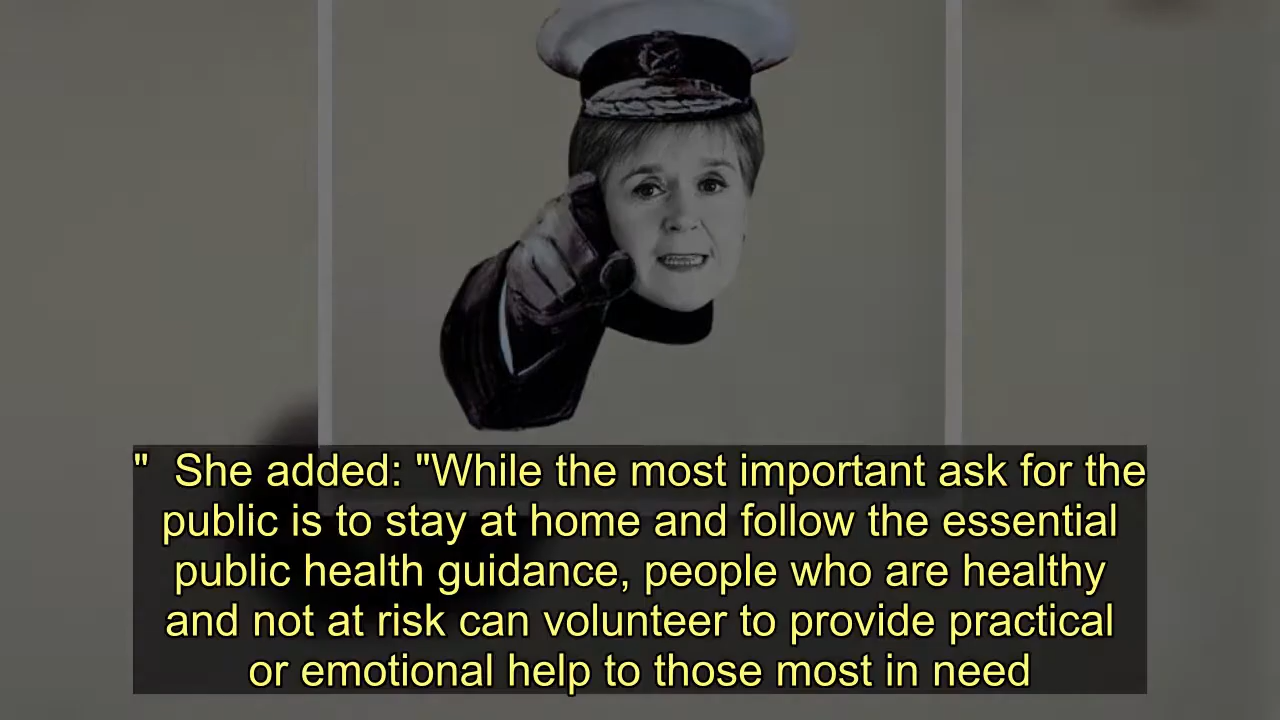 "  She added: "While the most important ask for the
public is to stay at home and follow the essential
public health guidance, people who are healthy
and not at risk can volunteer to provide practical
or emotional help to those most in need